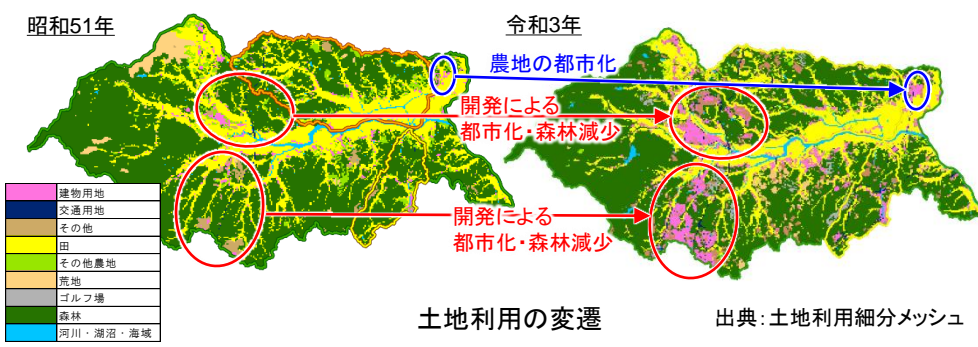 昭和51年
令和3年
農地の都市化
開発による
都市化・森林減少
開発による
都市化・森林減少
建物用地
交通用地
その他
田
その他農地
荒地
ゴルフ場
森林
河川・湖沼・海域
土地利用の変遷
出典：土地利用細分メッシュ